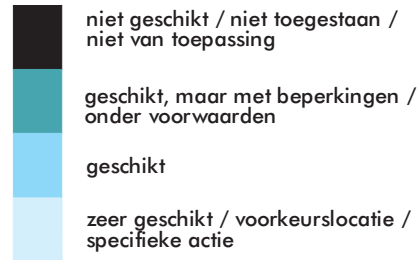 niet geschikt / niet toegestaan /
niet van toepassing
geschikt, maar met beperkingen /
onder voorwaarden
geschikt
zeer geschikt / voorkeurslocatie /
specifieke actie